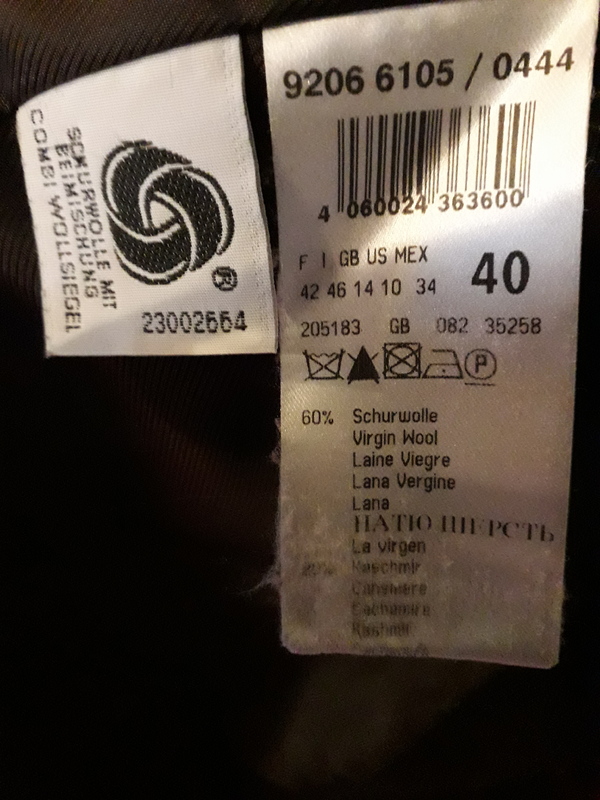 SCHURWOLLE MIT
BEIMISCHUNG
COMBI WOLLSIEGEL
®
23002664
9206 6105 / 0444
4 060024 363600
F I GB US MEX
42 46 14 10 34
40
205183 GB 082 35258
P
60% Schurwolle
Virgin Wool
Laine Viegre
Lana Vergine
Lana
НАТЮ ШЕРСТЬ
La virgen
Kaschmir
Cashmere
Cachemire
Kashmir